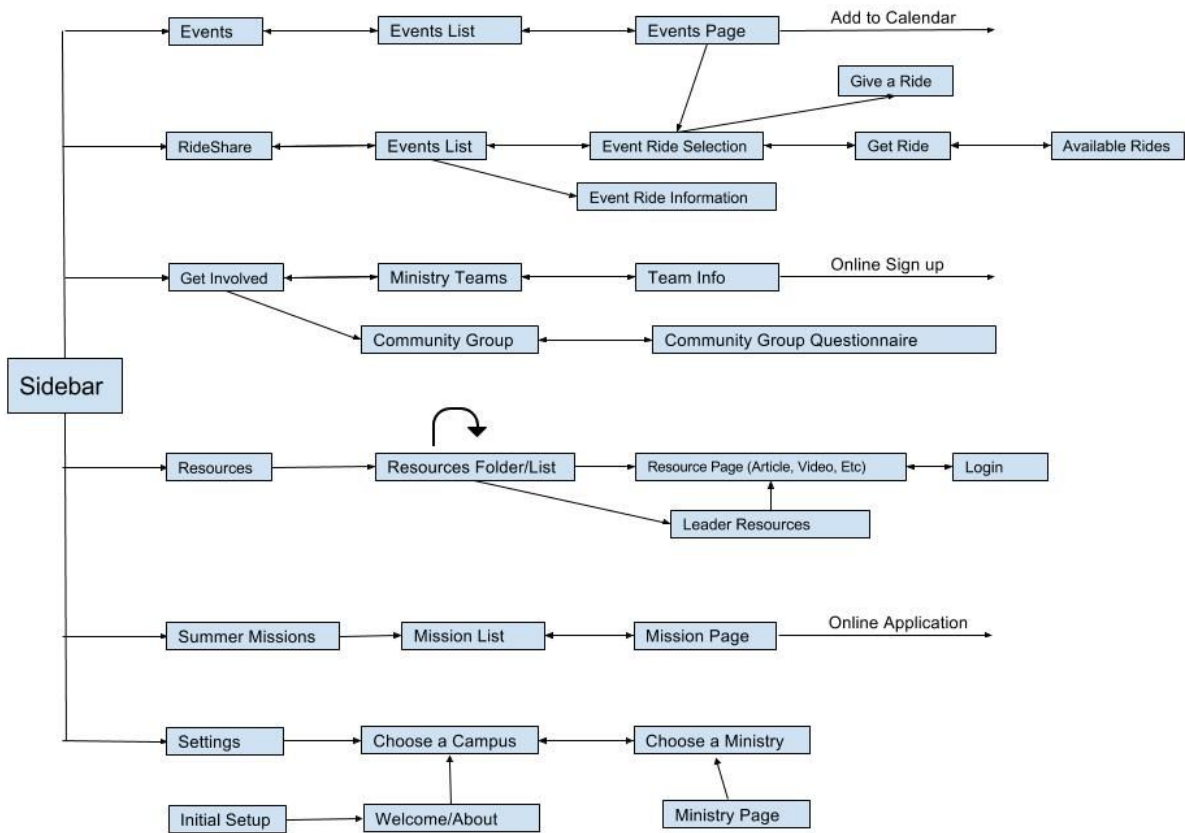 Add to Calendar
Events
Events List
Events Page
Give a Ride
RideShare
Events List
Event Ride Selection
Get Ride
Available Rides
Event Ride Information
Online Sign up
Get Involved
Ministry Teams
Team Info
Community Group
Community Group Questionnaire
Sidebar
Resources
Resources Folder/List
Resource Page (Article, Video, Etc)
Login
Leader Resources
Online Application
Summer Missions
Mission List
Mission Page
Settings
Choose a Campus
Choose a Ministry
Initial Setup
Welcome/About
Ministry Page